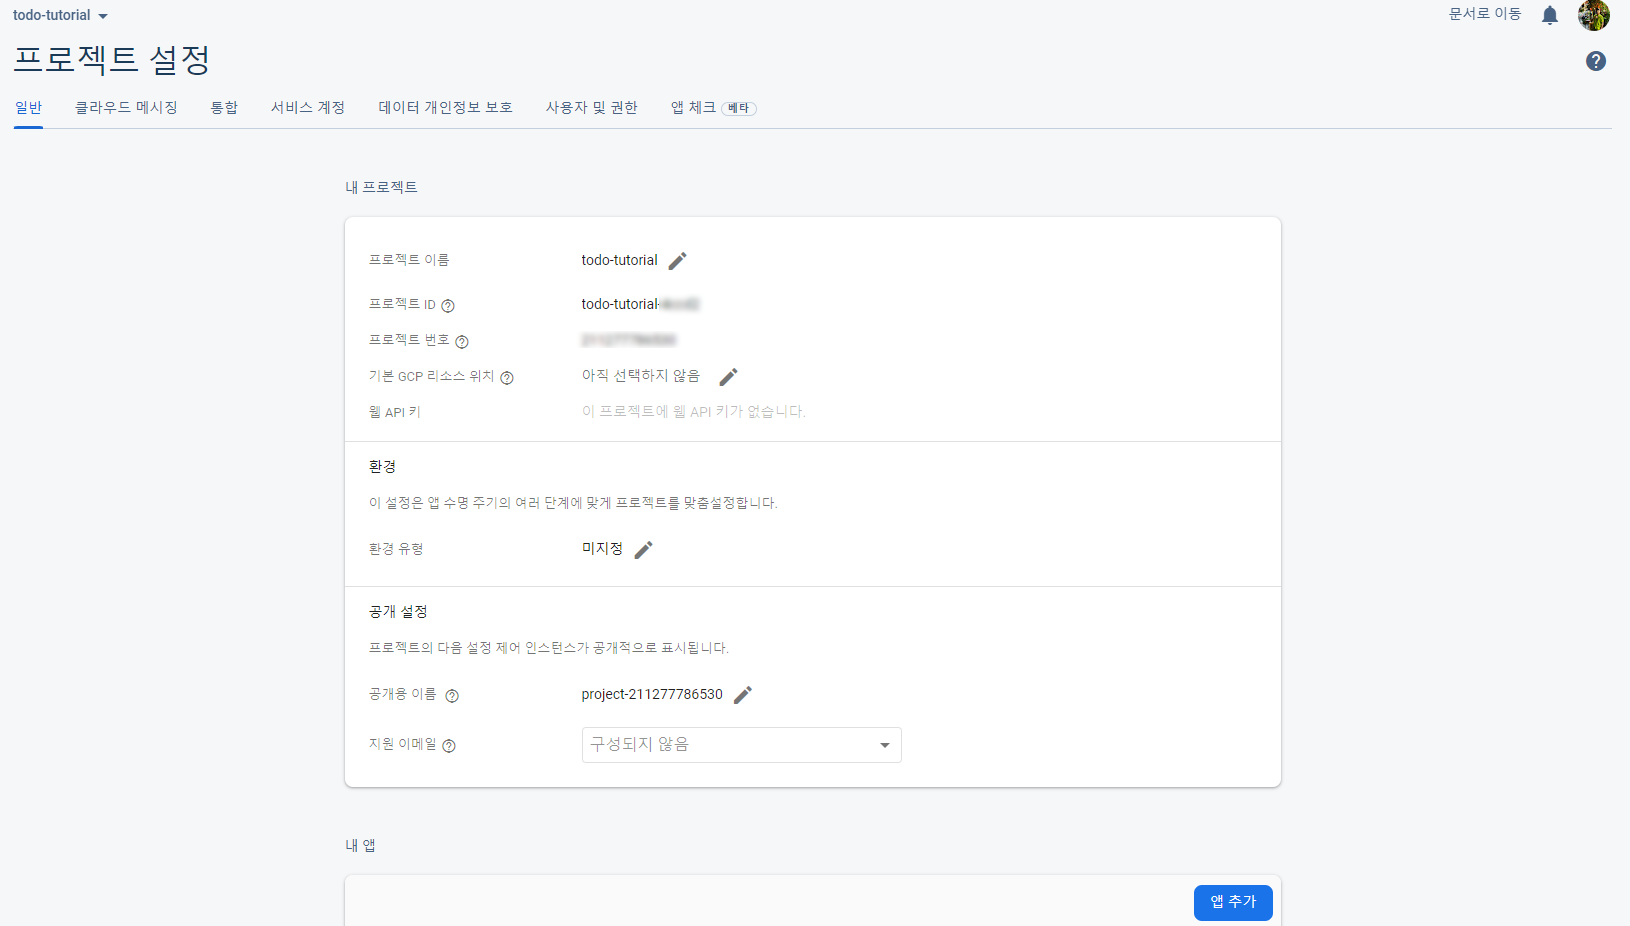 todo-tutorial
문서로 이동
프로젝트 설정
일반 클라우드 메시징 통합 서비스 계정 데이터 개인정보 보호 사용자 및 권한 앱 체크 베타
내 프로젝트
프로젝트 이름 todo-tutorial
프로젝트 ID todo-tutorial-
프로젝트 번호
기본 GCP 리소스 위치 아직 선택하지 않음
웹 API 키 이 프로젝트에 웹 API 키가 없습니다.
환경
이 설정은 앱 수명 주기의 여러 단계에 맞게 프로젝트를 맞춤설정합니다.
환경 유형 미지정
공개 설정
프로젝트의 다음 설정 제어 인스턴스가 공개적으로 표시됩니다.
공개용 이름 project-211277786530
지원 이메일 구성되지 않음
내 앱
앱 추가